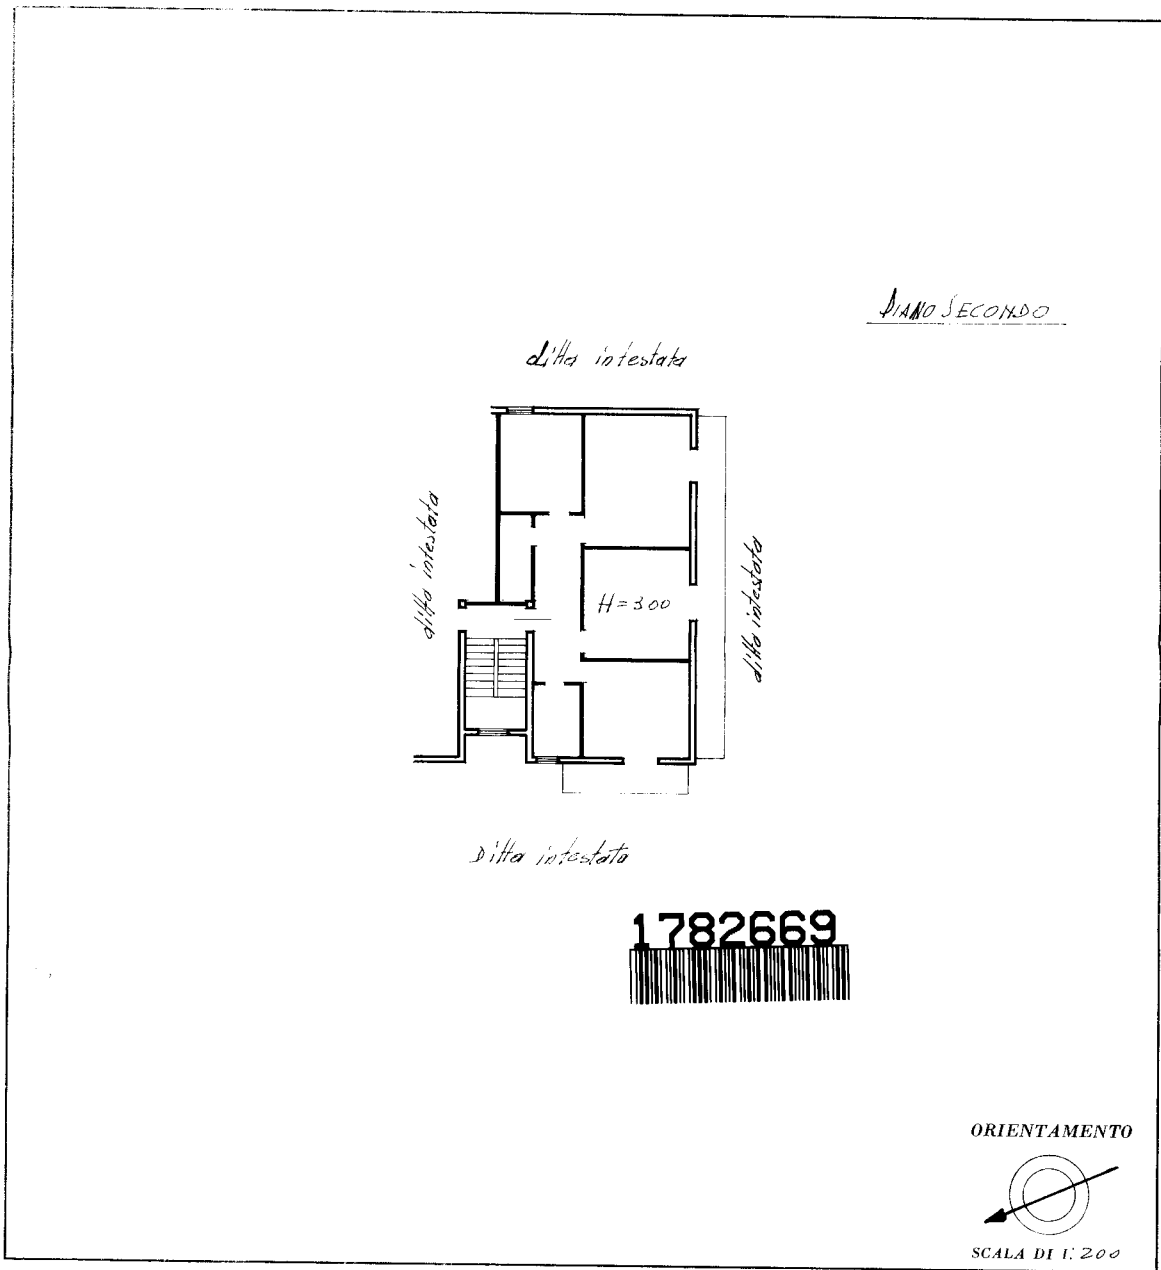 PIANO SECONDO
ditta intestata
ditta intestata
H=300
ditta intestata
Ditta intestata
1782669
ORIENTAMENTO
SCALA DI 1:200